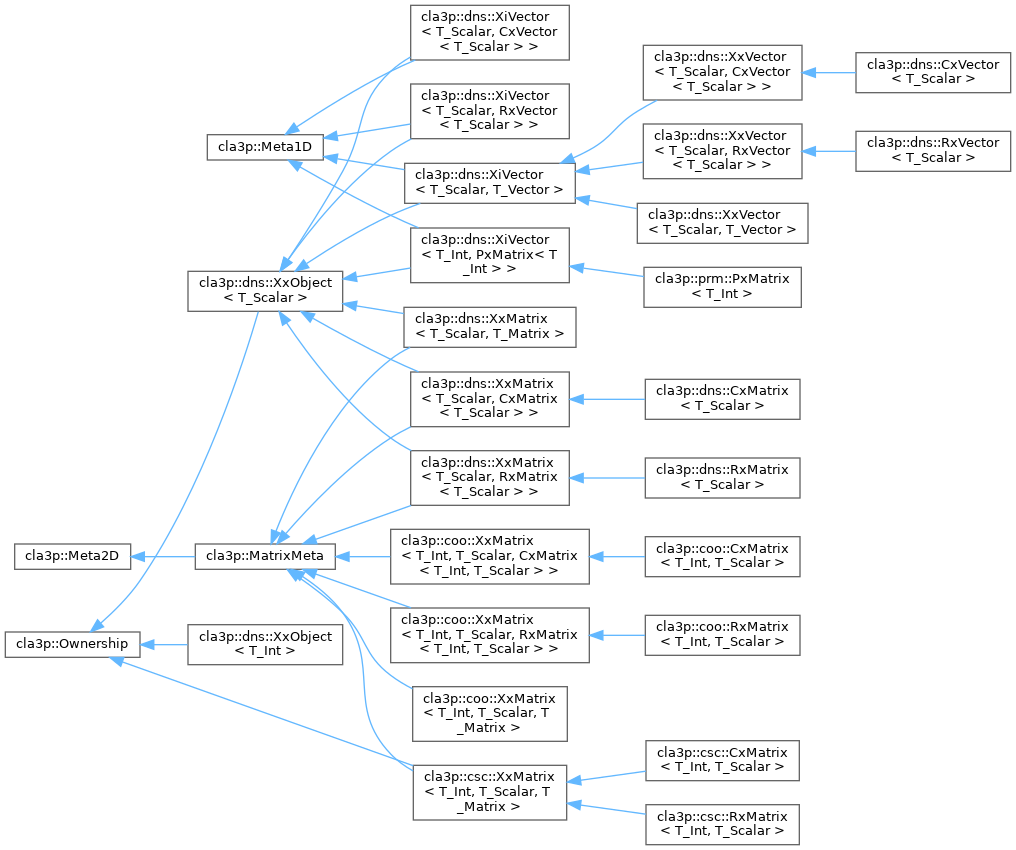 cla3p::dns::XiVector
< T_Scalar, CxVector
< T_Scalar > >
cla3p::dns::XxVector
< T_Scalar, CxVector
< T_Scalar > >
cla3p::dns::CxVector
< T_Scalar >
cla3p::dns::XiVector
< T_Scalar, RxVector
< T_Scalar > >
cla3p::Meta1D
cla3p::dns::XxVector
< T_Scalar, RxVector
< T_Scalar > >
cla3p::dns::RxVector
< T_Scalar >
cla3p::dns::XiVector
< T_Scalar, T_Vector >
cla3p::dns::XxVector
< T_Scalar, T_Vector >
cla3p::dns::XiVector
< T_Int, PxMatrix< T
_Int > >
cla3p::prm::PxMatrix
< T_Int >
cla3p::dns::XxObject
< T_Scalar >
cla3p::dns::XxMatrix
< T_Scalar, T_Matrix >
cla3p::dns::XxMatrix
< T_Scalar, CxMatrix
< T_Scalar > >
cla3p::dns::CxMatrix
< T_Scalar >
cla3p::dns::XxMatrix
< T_Scalar, RxMatrix
< T_Scalar > >
cla3p::dns::RxMatrix
< T_Scalar >
cla3p::Meta2D
cla3p::MatrixMeta
cla3p::coo::XxMatrix
< T_Int, T_Scalar, CxMatrix
< T_Int, T_Scalar > >
cla3p::coo::CxMatrix
< T_Int, T_Scalar >
cla3p::coo::XxMatrix
< T_Int, T_Scalar, RxMatrix
< T_Int, T_Scalar > >
cla3p::coo::RxMatrix
< T_Int, T_Scalar >
cla3p::Ownership
cla3p::dns::XxObject
< T_Int >
cla3p::coo::XxMatrix
< T_Int, T_Scalar, T
_Matrix >
cla3p::csc::XxMatrix
< T_Int, T_Scalar, T
_Matrix >
cla3p::csc::CxMatrix
< T_Int, T_Scalar >
cla3p::csc::RxMatrix
< T_Int, T_Scalar >